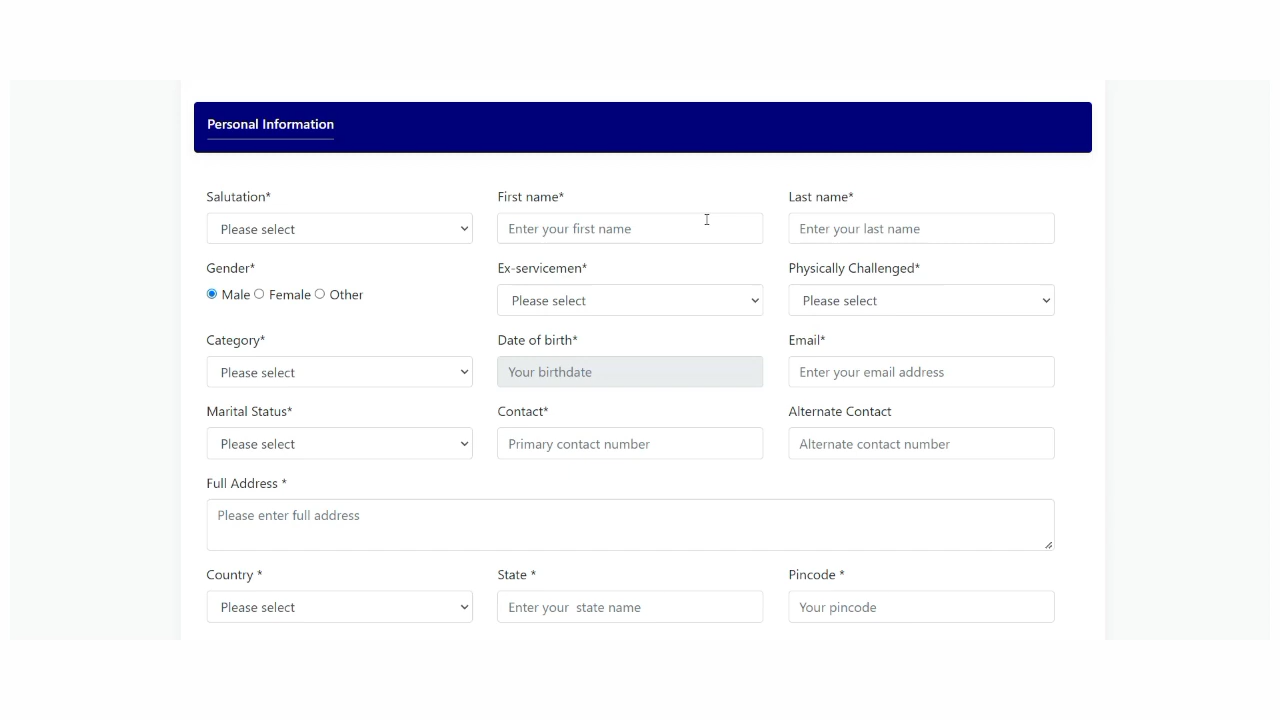 Personal Information
Salutation* First name* Last name*
Please select Enter your first name Enter your last name
Gender* Ex-servicemen* Physically Challenged*
Male Female Other Please select Please select
Category* Date of birth* Email*
Please select Your birthdate Enter your email address
Marital Status* Contact* Alternate Contact
Please select Primary contact number Alternate contact number
Full Address *
Please enter full address
Country * State * Pincode *
Please select Enter your  state name Your pincode